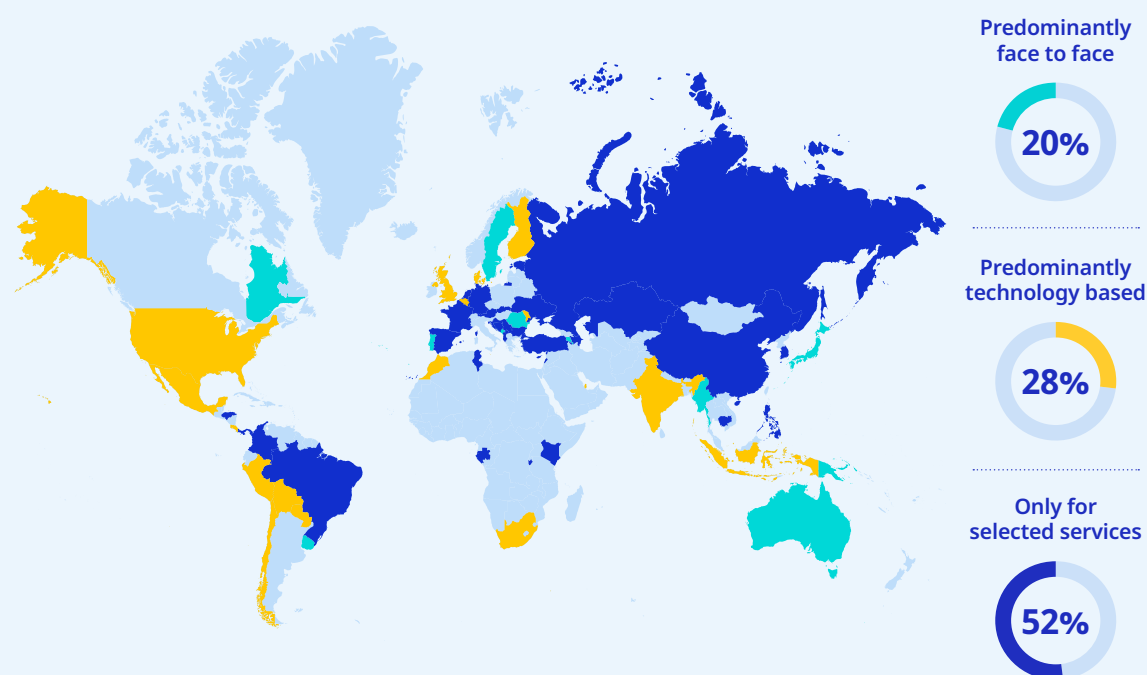 Predominantly
face to face
20%
Predominantly
technology based
28%
Only for
selected services
52%